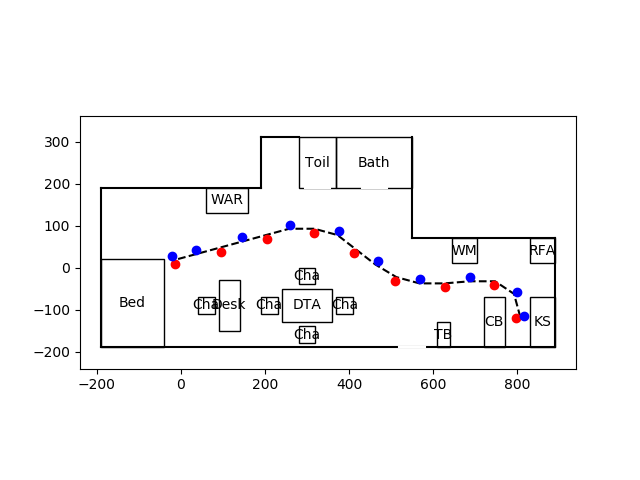 300
200
100
0
−100
−200
−200
0
200
400
600
800
Toil
Bath
WAR
WM
RFA
Cha
Bed
Cha
Desk
Cha
DTA
Cha
Cha
TB
CB
KS